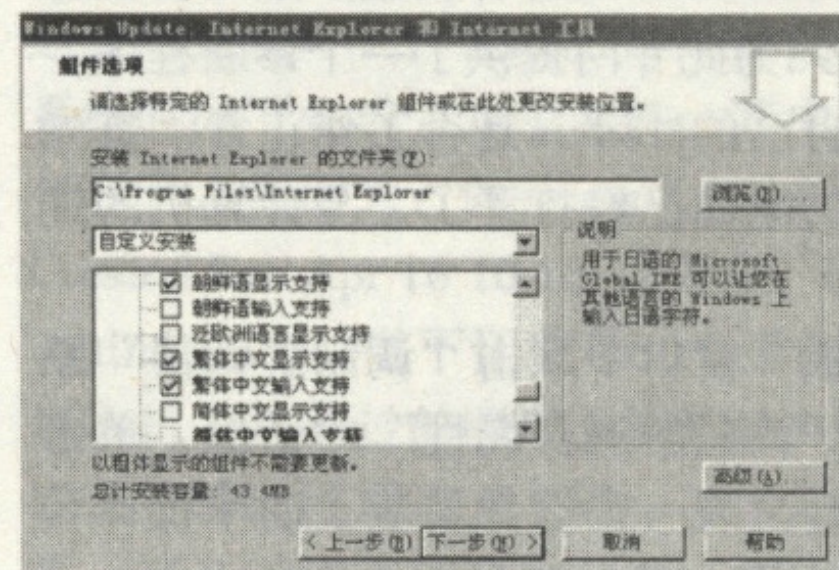 Windows Update, Internet Explorer 和 Internet 工具
组件选项
请选择特定的 Internet Explorer 组件或在此处更改安装位置。
安装 Internet Explorer 的文件夹(F):
C:\Program Files\Internet Explorer
浏览(R)...
自定义安装
朝鲜语显示支持
朝鲜语输入支持
泛欧洲语言显示支持
繁体中文显示支持
繁体中文输入支持
简体中文显示支持
简体中文输入支持
说明
用于日语的 Microsoft
Global IME 可以让您在
其他语言的 Windows 上
输入日语字符。
以粗体显示的组件不需要更新。
总计安装容量: 43.4MB
高级(A)...
< 上一步(B)
下一步(N) >
取消
帮助